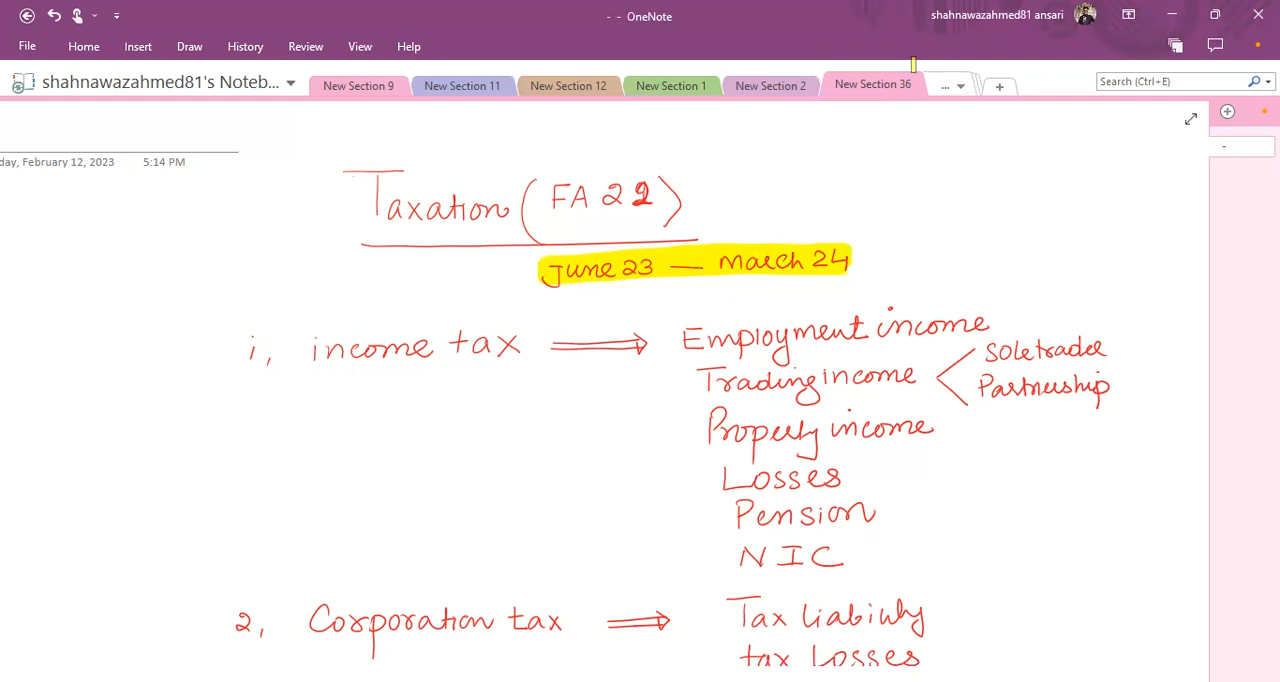 - - OneNote
shahnawazahmed81 ansari
File Home Insert Draw History Review View Help
shahnawazahmed81's Noteb...
New Section 9
New Section 11
New Section 12
New Section 1
New Section 2
New Section 36
...
+
Search (Ctrl+E)
day, February 12, 2023 5:14 PM
-
Taxation (FA 22)
June 23 — March 24
i, income tax ⇒ Employment income
Trading income < Soletrader
Partnership
Property income
Losses
Pension
NIC
2, Corporation tax ⇒ Tax liability
tax Losses